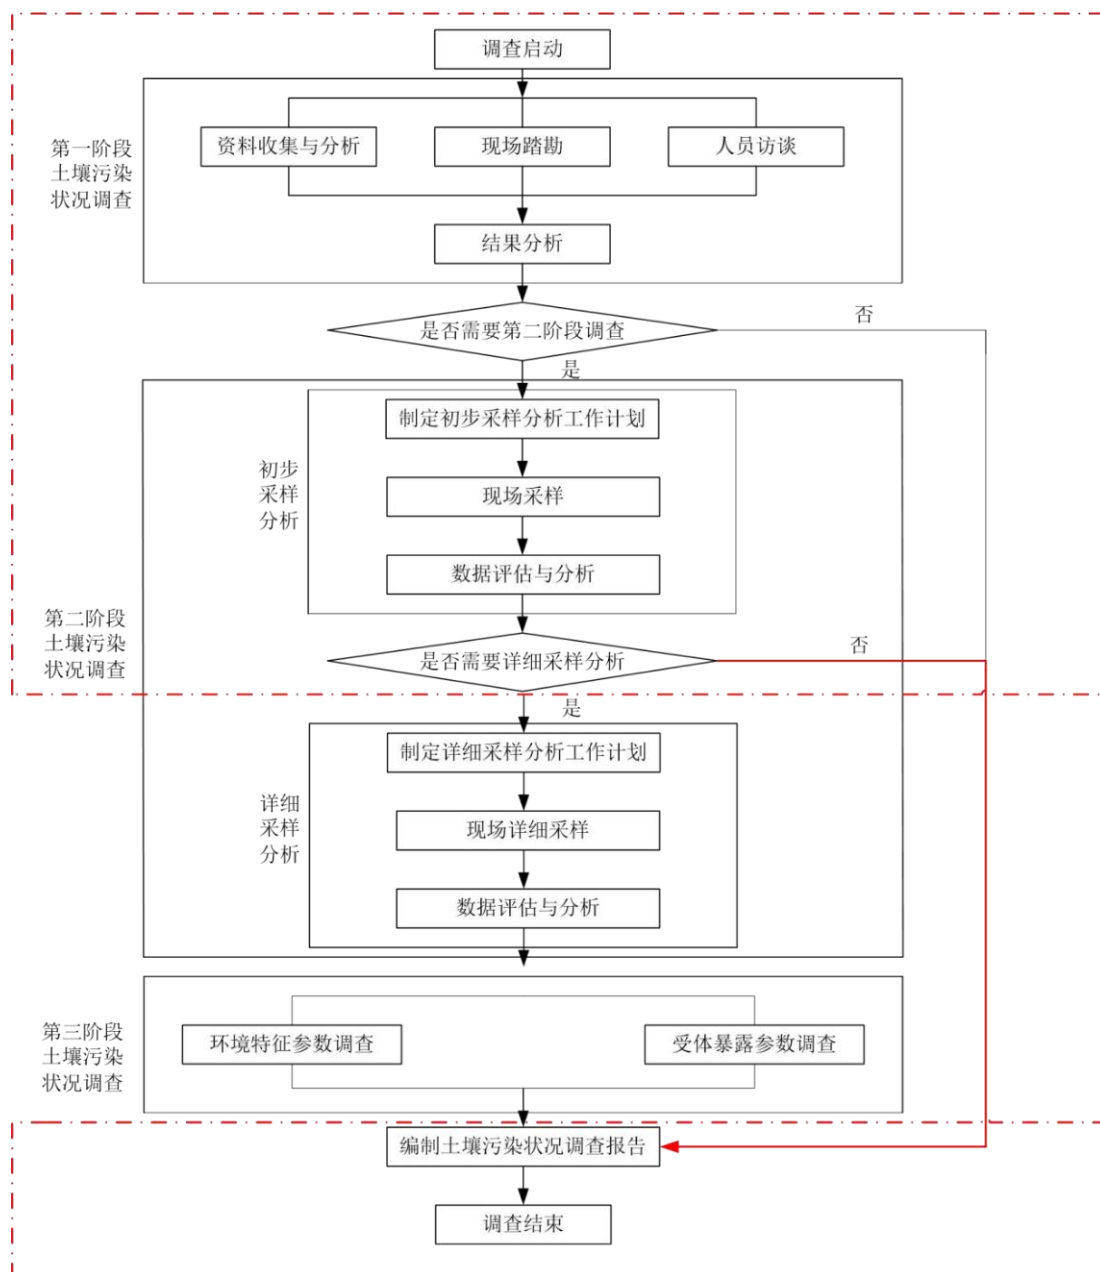 调查启动
第一阶段
土壤污染
状况调查
资料收集与分析
现场踏勘
人员访谈
结果分析
是否需要第二阶段调查
否
是
第二阶段
土壤污染
状况调查
初步
采样
分析
制定初步采样分析工作计划
现场采样
数据评估与分析
是否需要详细采样分析
否
是
详细
采样
分析
制定详细采样分析工作计划
现场详细采样
数据评估与分析
第三阶段
土壤污染
状况调查
环境特征参数调查
受体暴露参数调查
编制土壤污染状况调查报告
调查结束